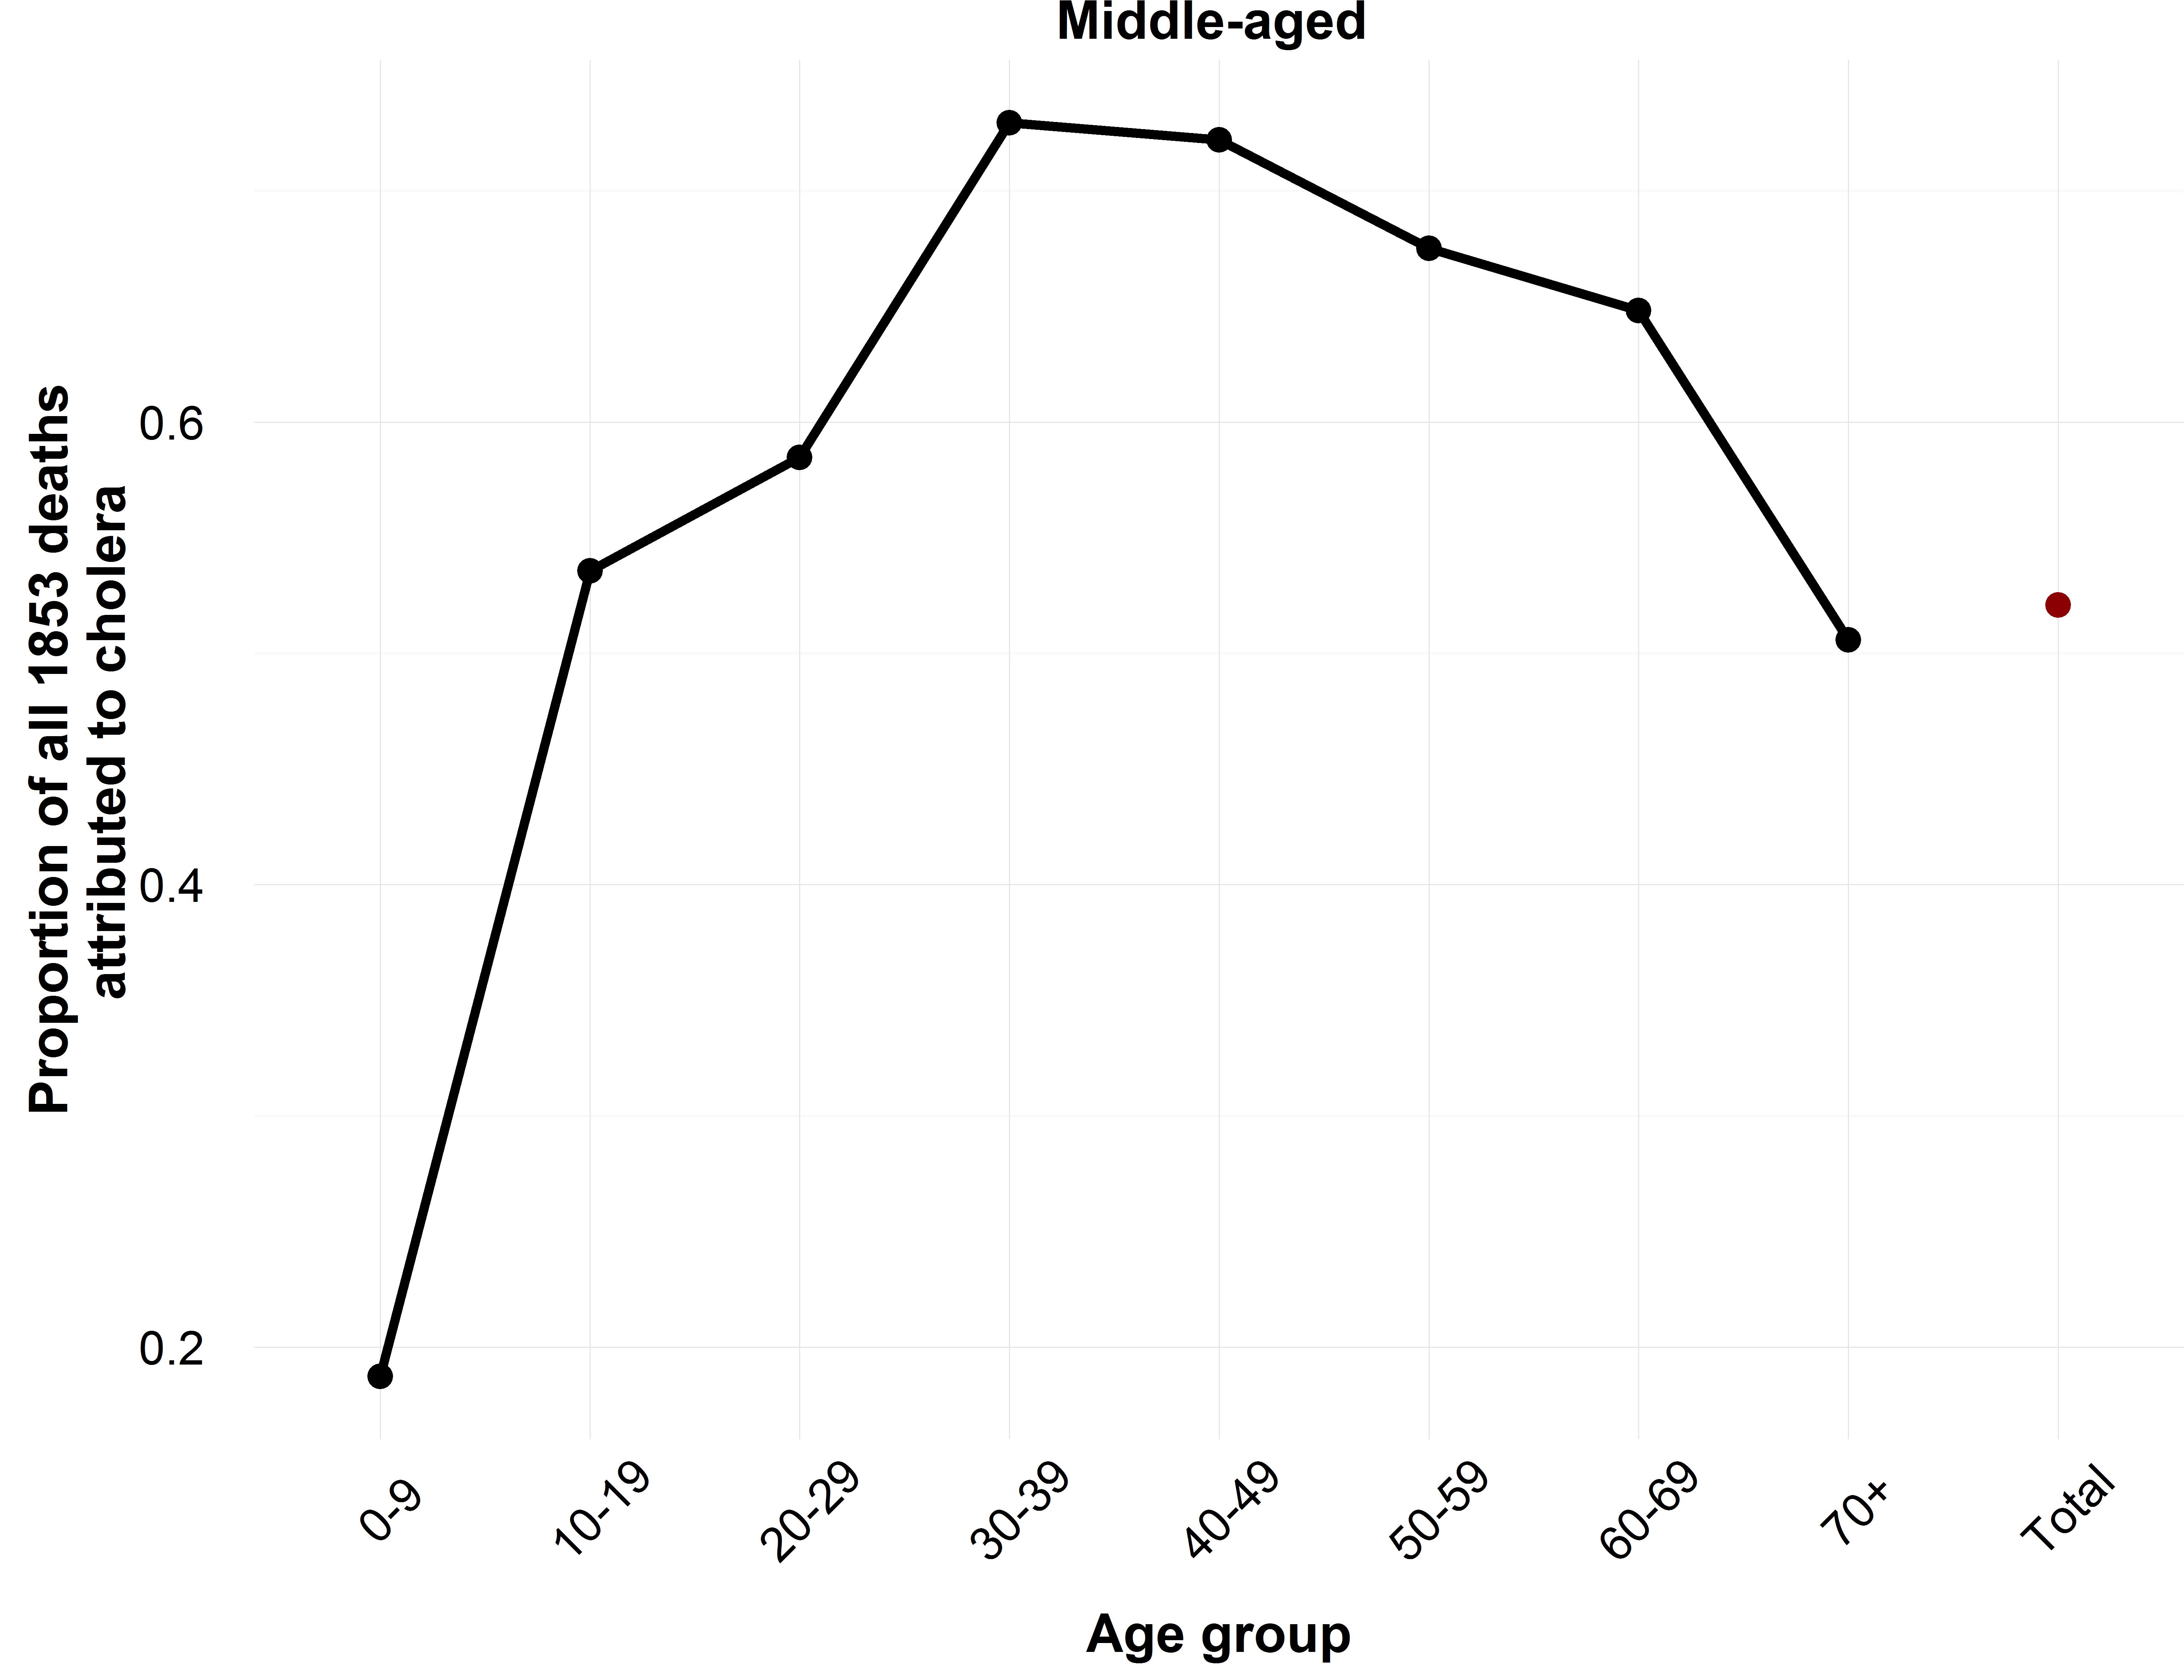 Middle-aged
Proportion of all 1853 deaths
attributed to cholera
0.6
0.4
0.2
0-9
10-19
20-29
30-39
40-49
50-59
60-69
70+
Total
Age group